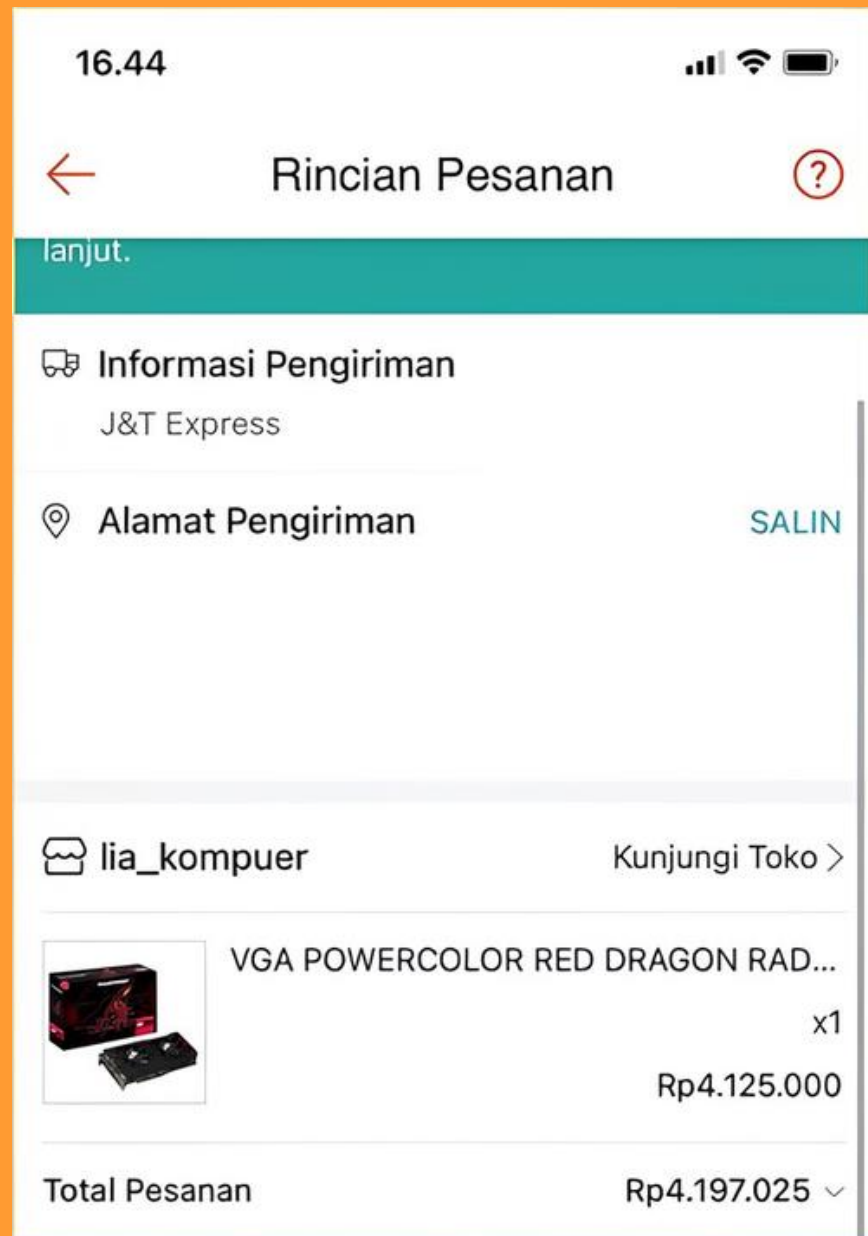 16.44
Rincian Pesanan
lanjut.
Informasi Pengiriman
J&T Express
Alamat Pengiriman
SALIN
lia_kompuer
Kunjungi Toko >
VGA POWERCOLOR RED DRAGON RAD...
x1
Rp4.125.000
Total Pesanan
Rp4.197.025